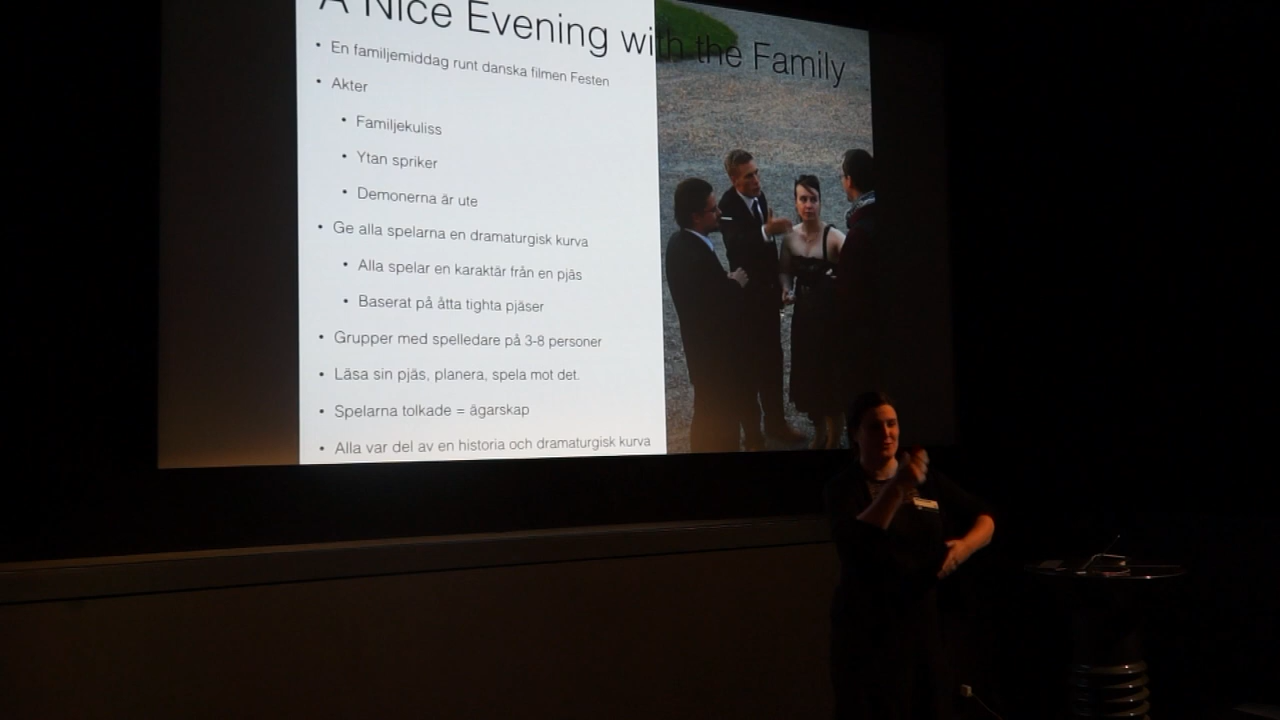 A Nice Evening with the Family
• En familjemiddag runt danska filmen Festen
• Akter
• Familjekuliss
• Ytan spriker
• Demonerna är ute
• Ge alla spelarna en dramaturgisk kurva
• Alla spelar en karaktär från en pjäs
• Baserat på åtta tighta pjäser
• Grupper med spelledare på 3-8 personer
• Läsa sin pjäs, planera, spela mot det.
• Spelarna tolkade = ägarskap
• Alla var del av en historia och dramaturgisk kurva